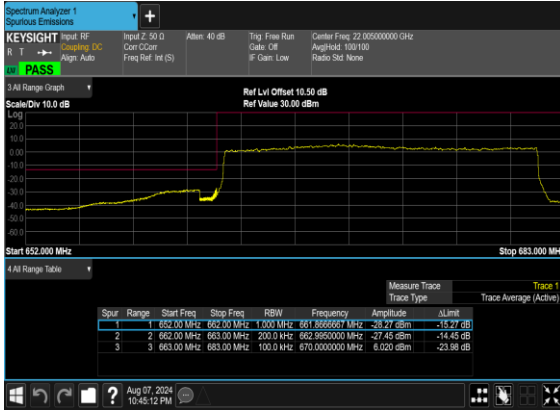 Spectrum Analyzer 1
Spurious Emissions
+
KEYSIGHT Input: RF Input Z: 50 Ω Atten: 40 dB Trig: Free Run Center Freq: 22.005000000 GHz
R T Coupling: DC Corr CCorr Gate: Off Avg|Hold: 100/100
Align: Auto Freq Ref: Int (S) IF Gain: Low Radio Std: None
PASS
3 All Range Graph
Ref Lvl Offset 10.50 dB
Scale/Div 10.0 dB Ref Value 30.00 dBm
Log
20.0
10.0
0.00
-10.0
-20.0
-30.0
-40.0
-50.0
-60.0
Start 652.000 MHz Stop 683.000 MH
4 All Range Table
Measure Trace Trace 1
Trace Type Trace Average (Active)
Spur Range Start Freq Stop Freq RBW Frequency Amplitude ΔLimit
1 1 652.00 MHz 662.00 MHz 1.000 MHz 661.8666667 MHz -28.27 dBm -15.27 dB
2 2 662.00 MHz 663.00 MHz 200.0 kHz 662.9950000 MHz -27.45 dBm -14.45 dB
3 3 663.00 MHz 683.00 MHz 100.0 kHz 670.0000000 MHz 6.020 dBm -23.98 dB
? Aug 07, 2024
10:45:12 PM